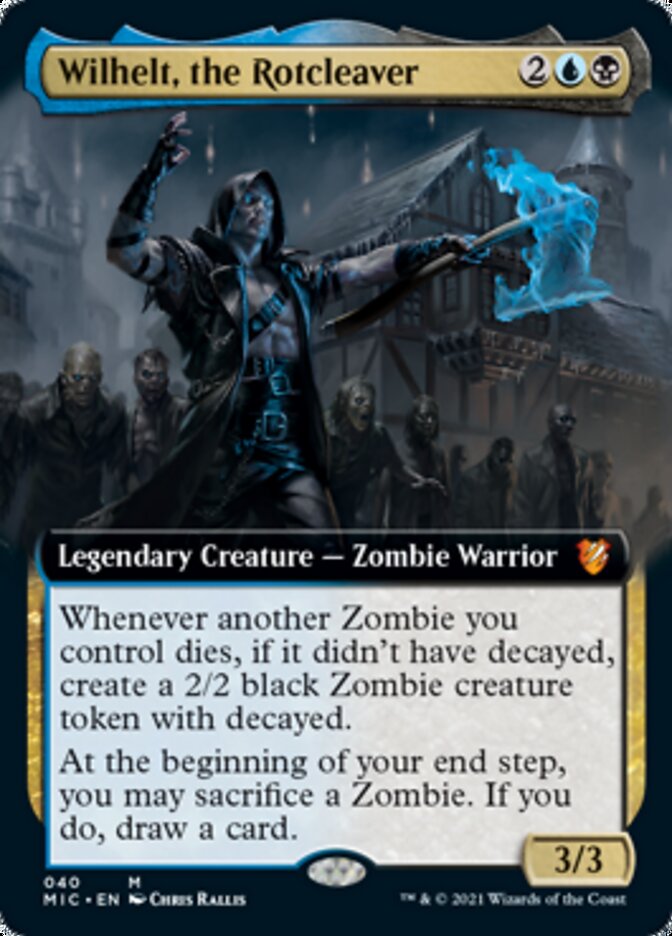 Wilhelt, the Rotcleaver 2
Legendary Creature — Zombie Warrior
Whenever another Zombie you
control dies, if it didn't have decayed,
create a 2/2 black Zombie creature
token with decayed.
At the beginning of your end step,
you may sacrifice a Zombie. If you
do, draw a card.
3/3
040 M
MIC • EN Chris Rallis
™ & © 2021 Wizards of the Coast